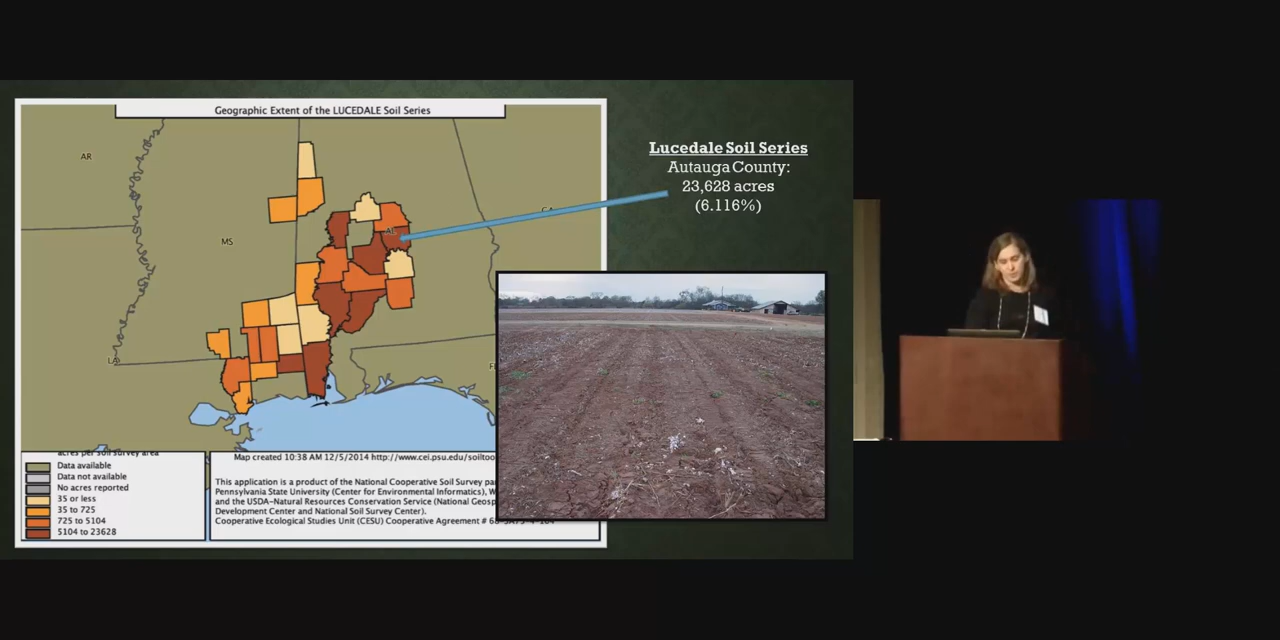 Geographic Extent of the LUCEDALE Soil Series
AR
MS
AL
GA
LA
Lucedale Soil Series
Autauga County:
23,628 acres
(6.116%)
acres per soil survey area
Data available
Data not available
No acres reported
35 or less
35 to 725
725 to 5104
5104 to 23628
Map created 10:38 AM 12/5/2014 http://www.cei.psu.edu/soiltoo
This application is a product of the National Cooperative Soil Survey
Pennsylvania State University (Center for Environmental Informatics), W
and the USDA-Natural Resources Conservation Service (National Geosp
Development Center and National Soil Survey Center).
Cooperative Ecological Studies Unit (CESU) Cooperative Agreement #